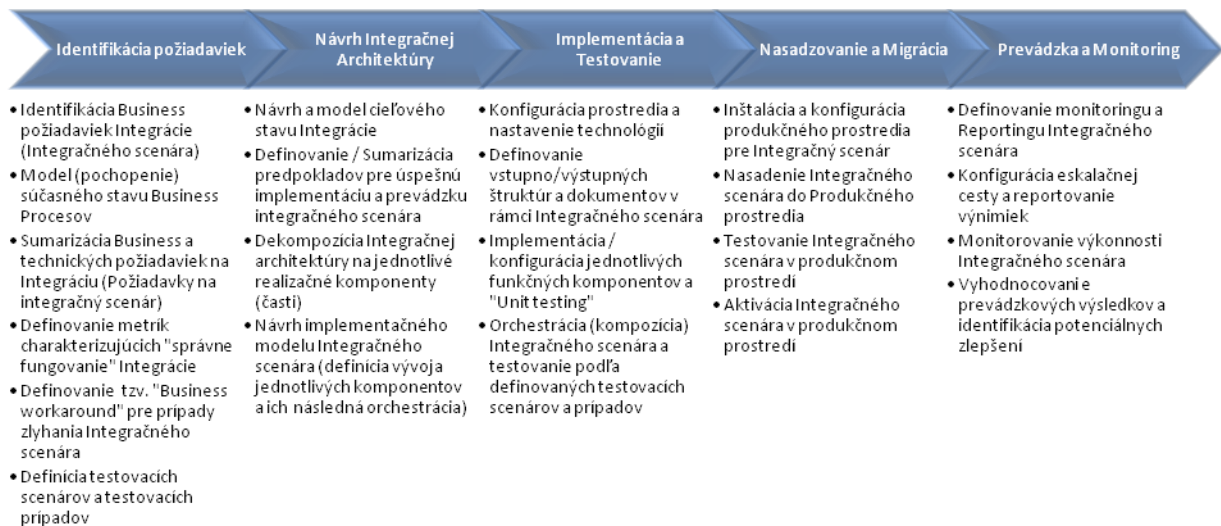 Identifikácia požiadaviek
Návrh Integračnej
Architektúry
Implementácia a
Testovanie
Nasadzovanie a Migrácia
Prevádzka a Monitoring
• Identifikácia Business
požiadaviek Integrácie
(Integračného scenára)
• Model (pochopenie)
súčasného stavu Business
Procesov
• Sumarizácia Business a
technických požiadaviek na
Integráciu (Požiadavky na
integračný scenár)
• Definovanie metrík
charakterizujúcich "správne
fungovanie" Integrácie
• Definovanie tzv. "Business
workaround" pre prípady
zlyhania Integračného
scenára
• Definícia testovacích
scenárov a testovacích
prípadov
• Návrh a model cieľového
stavu Integrácie
• Definovanie / Sumarizácia
predpokladov pre úspešnú
implementáciu a prevádzku
integračného scenára
• Dekompozícia Integračnej
architektúry na jednotlivé
realizačné komponenty
(časti)
• Návrh implementačného
modelu Integračného
scenára (definícia vývoja
jednotlivých komponentov
a ich následná orchestrácia)
• Konfigurácia prostredia a
nastavenie technológií
• Definovanie
vstupno/výstupných
štruktúr a dokumentov v
rámci Integračného scenára
• Implementácia /
konfigurácia jednotlivých
funkčných komponentov a
"Unit testing"
• Orchestrácia (kompozícia)
Integračného scenára a
testovanie podľa
definovaných testovacích
scenárov a prípadov
• Inštalácia a konfigurácia
produkčného prostredia
pre Integračný scenár
• Nasadenie Integračného
scenára do Produkčného
prostredia
• Testovanie Integračného
scenára v produkčnom
prostredí
• Aktivácia Integračného
scenára v produkčnom
prostredí
• Definovanie monitoringu a
Reportingu Integračného
scenára
• Konfigurácia eskalačnej
cesty a reportovanie
výnimiek
• Monitorovanie výkonnosti
Integračného scenára
• Vyhodnocovanie
prevádzkových výsledkov a
identifikácia potenciálnych
zlepšení